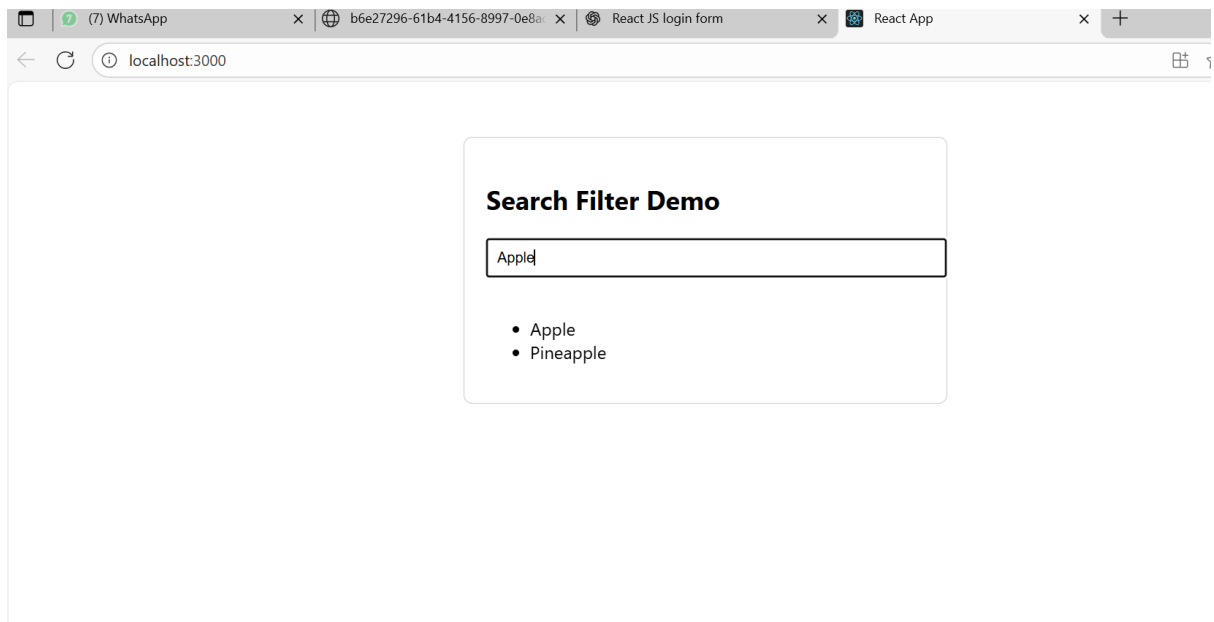 (7) WhatsApp
b6e27296-61b4-4156-8997-0e8a
React JS login form
React App
localhost:3000
Search Filter Demo
Apple
Apple
Pineapple